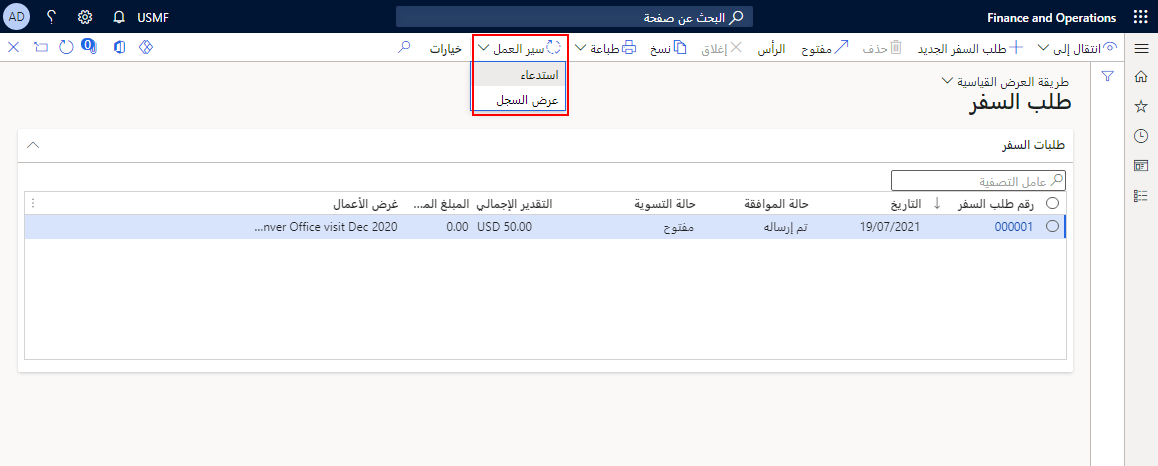 Finance and Operations
البحث عن صفحة
USMF
AD
انتقال إلى
طلب السفر الجديد
حذف
مفتوح
الرأس
إغلاق
نسخ
طباعة
سير العمل
خيارات
0
استدعاء
عرض السجل
طريقة العرض القياسية
طلب السفر
طلبات السفر
عامل التصفية
رقم طلب السفر
التاريخ
حالة الموافقة
حالة التسوية
التقدير الإجمالي
المبلغ المـ...
غرض الأعمال
000001
19/07/2021
تم إرساله
مفتوح
USD 50.00
0.00
...nver Office visit Dec 2020